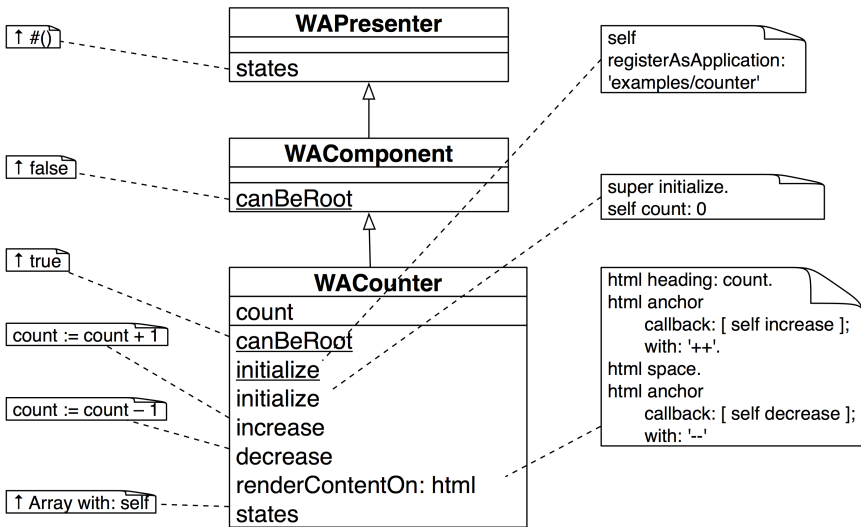 WAPresenter
states
↑ #()
WAComponent
canBeRoot
↑ false
WACounter
count
canBeRoot
initialize
initialize
increase
decrease
renderContentOn: html
states
↑ true
count := count + 1
count := count – 1
↑ Array with: self
self
registerAsApplication:
'examples/counter'
super initialize.
self count: 0
html heading: count.
html anchor
callback: [ self increase ];
with: '++'.
html space.
html anchor
callback: [ self decrease ];
with: '--'